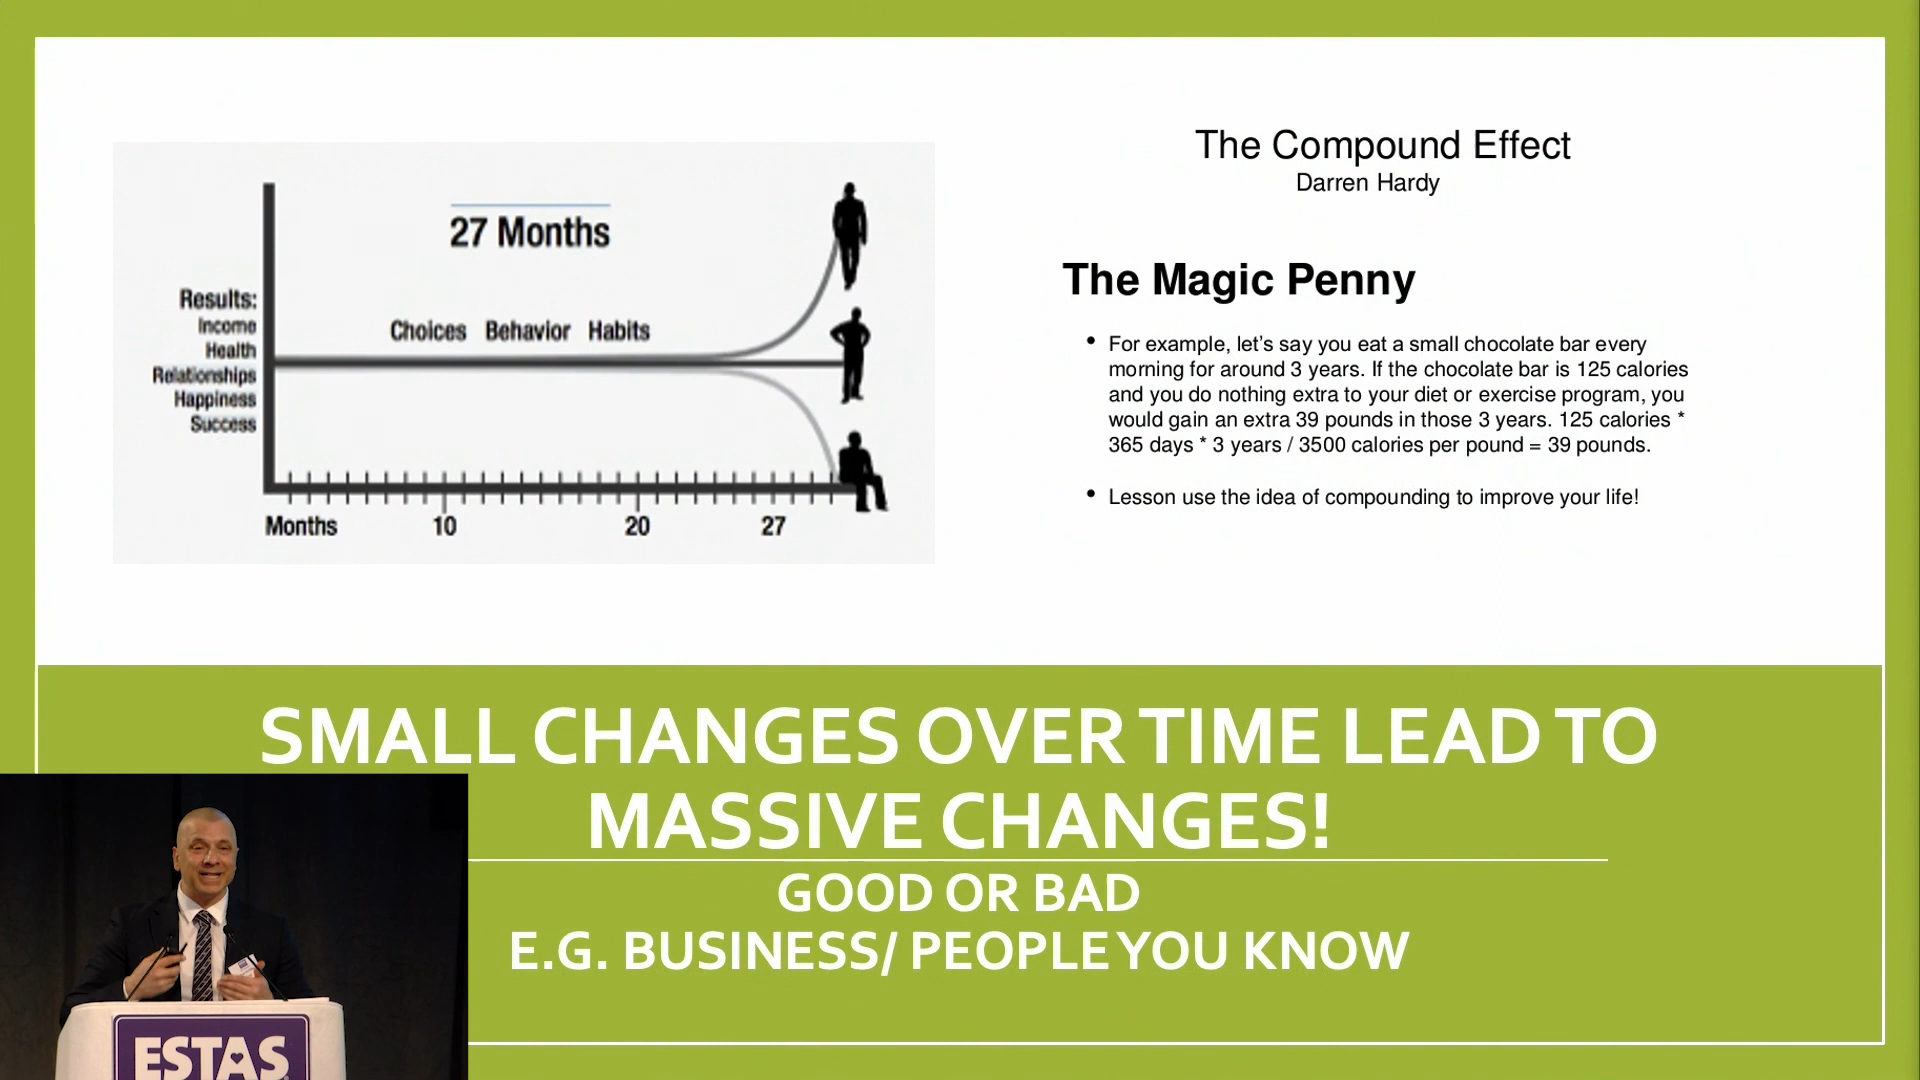 27 Months
Results:
Income
Health
Relationships
Happiness
Success
Choices Behavior Habits
Months 10 20 27
The Compound Effect
Darren Hardy
The Magic Penny
• For example, let's say you eat a small chocolate bar every
morning for around 3 years. If the chocolate bar is 125 calories
and you do nothing extra to your diet or exercise program, you
would gain an extra 39 pounds in those 3 years. 125 calories *
365 days * 3 years / 3500 calories per pound = 39 pounds.
• Lesson use the idea of compounding to improve your life!
SMALL CHANGES OVER TIME LEAD TO
MASSIVE CHANGES!
GOOD OR BAD
E.G. BUSINESS/ PEOPLE YOU KNOW
ESTAS